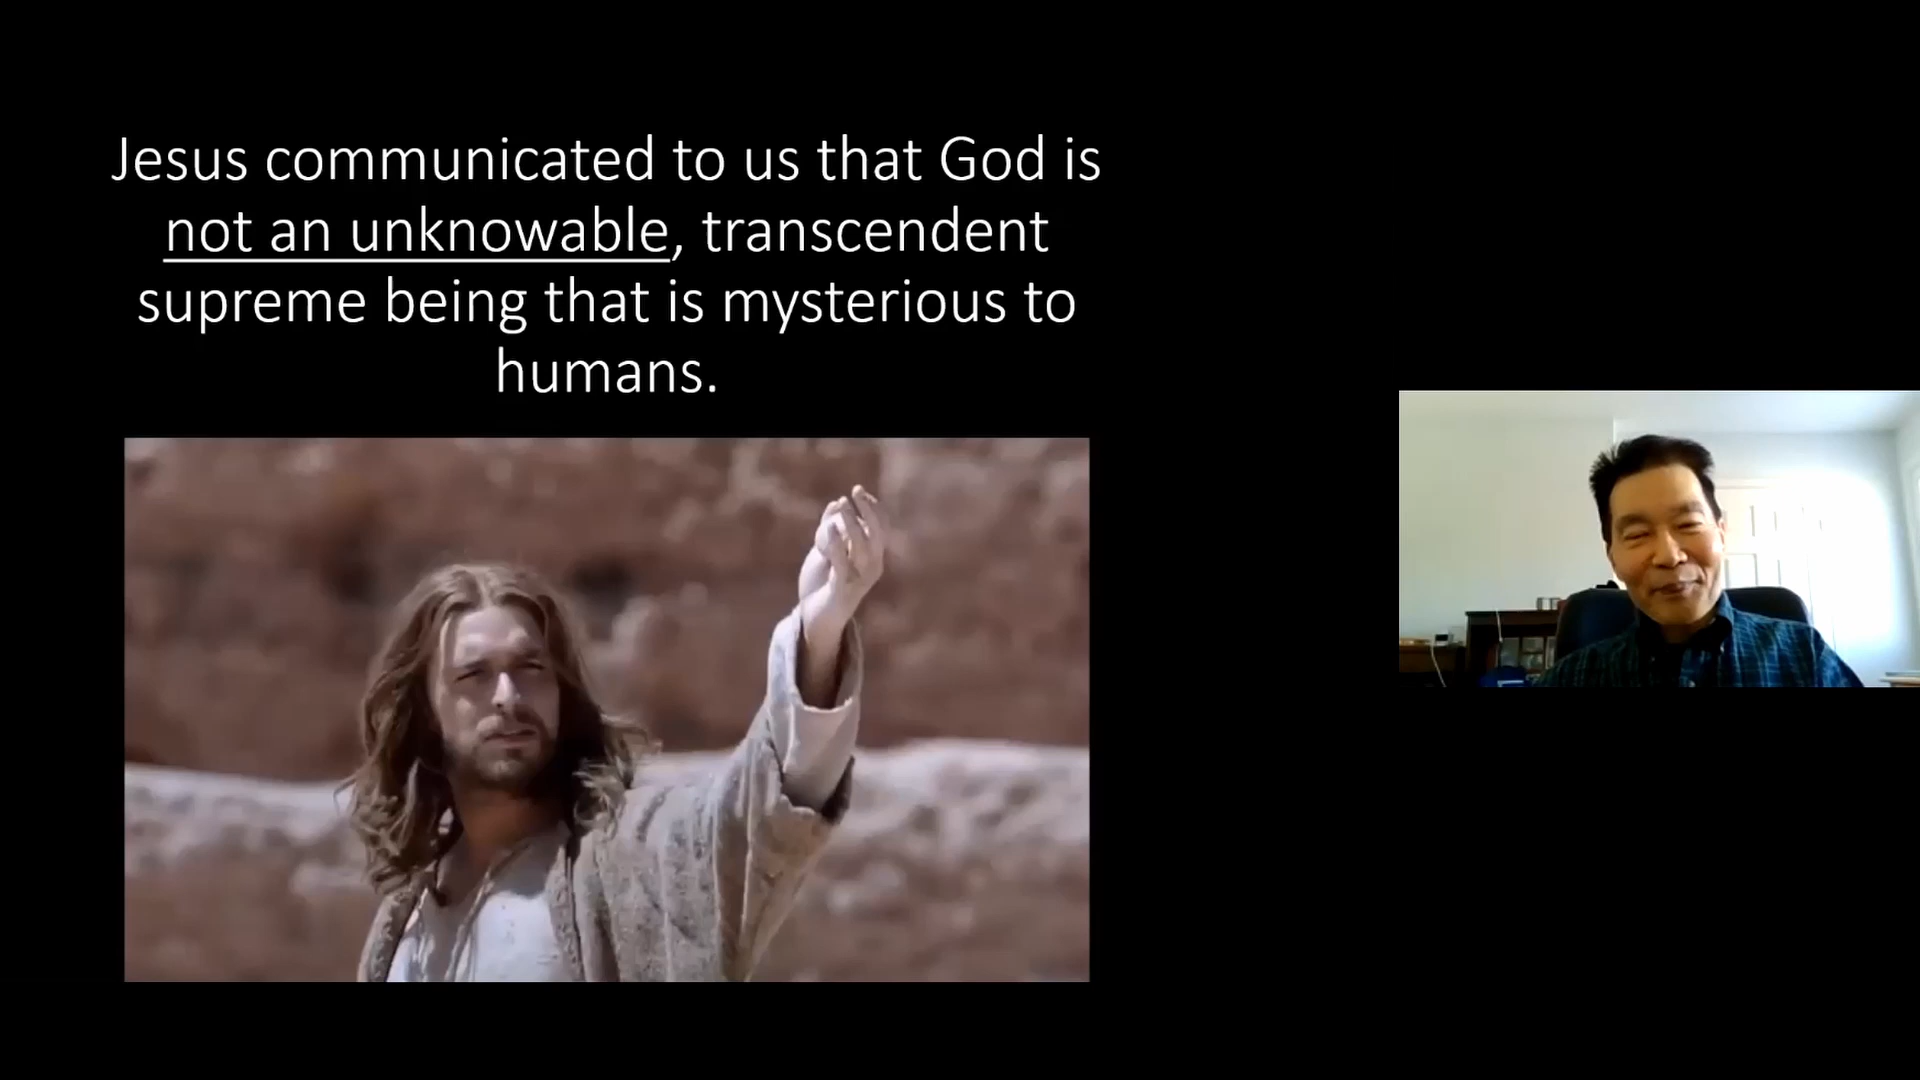 Jesus communicated to us that God is
not an unknowable, transcendent
supreme being that is mysterious to
humans.